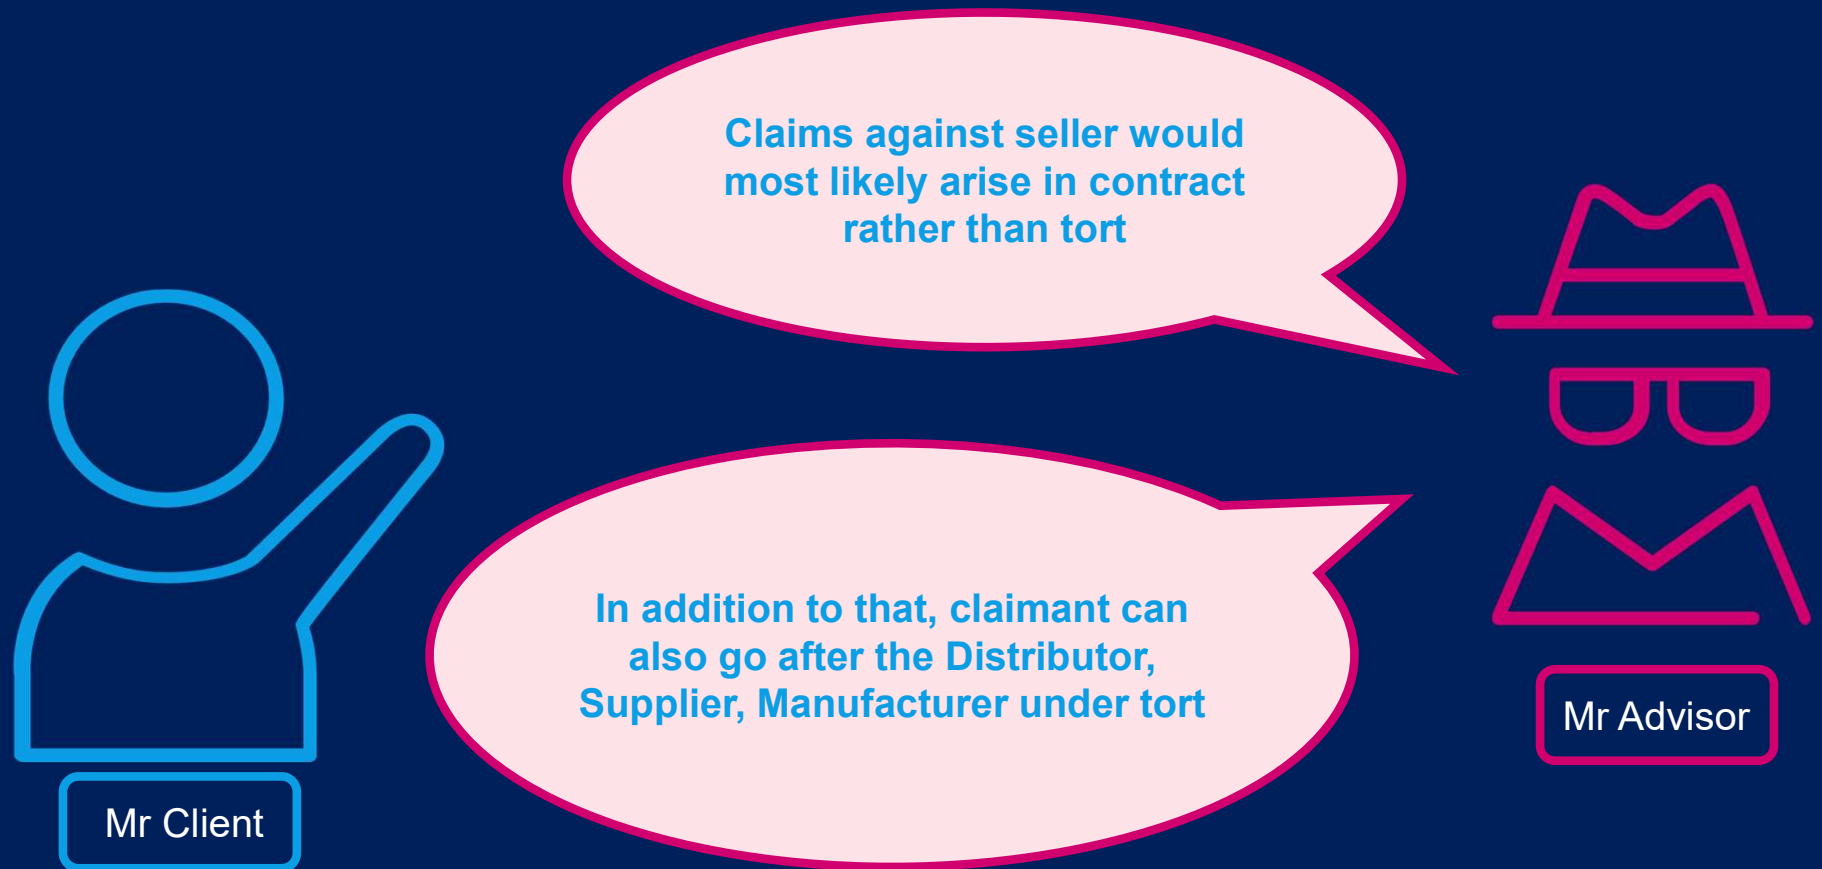 Claims against seller would
most likely arise in contract
rather than tort
In addition to that, claimant can
also go after the Distributor,
Supplier, Manufacturer under tort
Mr Advisor
Mr Client